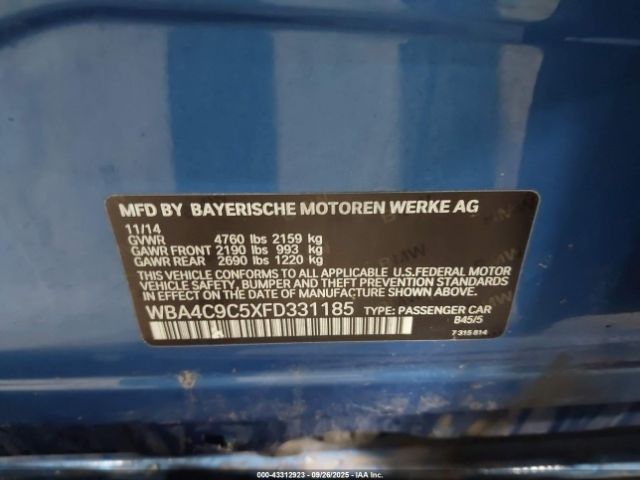 MFD BY BAYERISCHE MOTOREN WERKE AG
11/14
GVWR 4760 lbs 2159 kg
GAWR FRONT 2190 lbs 993 kg
GAWR REAR 2690 lbs 1220 kg
THIS VEHICLE CONFORMS TO ALL APPLICABLE U.S.FEDERAL MOTOR
VEHICLE SAFETY, BUMPER, AND THEFT PREVENTION STANDARDS
IN EFFECT ON THE DATE OF MANUFACTURE SHOWN ABOVE.
WBA4C9C5XFD331185 TYPE: PASSENGER CAR
B45/5
7 315 814
000-43312923 - 09/26/2025 - IAA Inc.